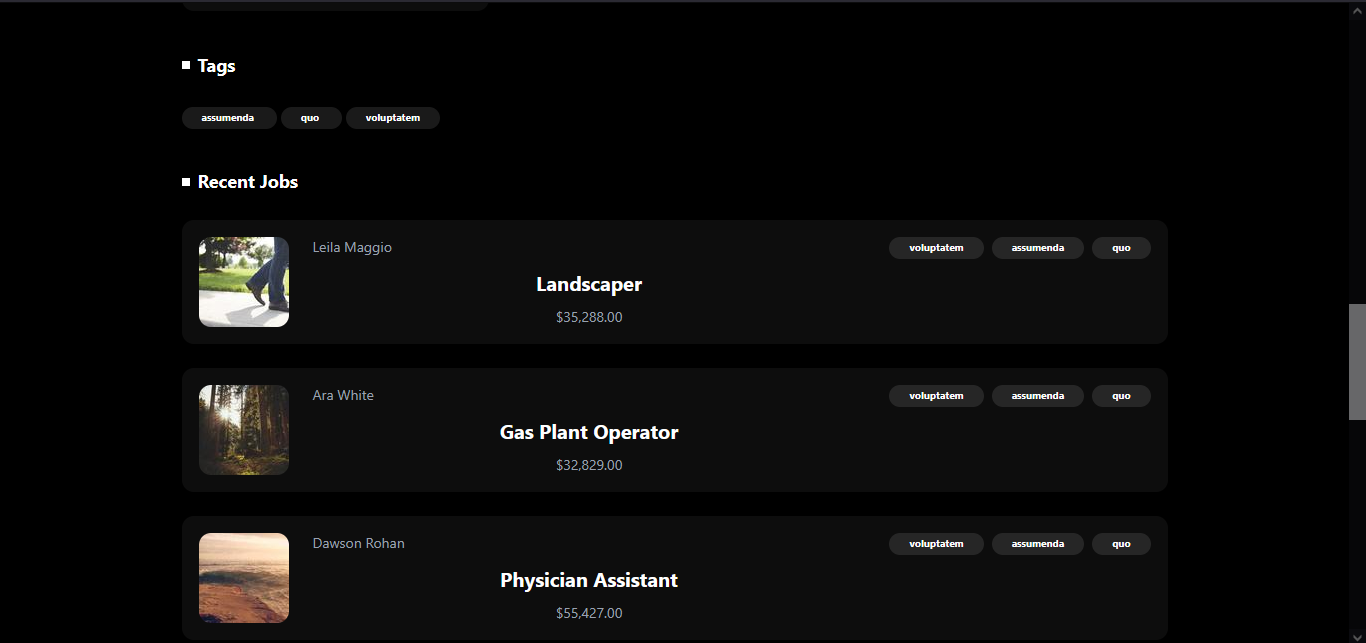 Tags
assumenda quo voluptatem
Recent Jobs
Leila Maggio voluptatem assumenda quo
Landscaper
$35,288.00
Ara White voluptatem assumenda quo
Gas Plant Operator
$32,829.00
Dawson Rohan voluptatem assumenda quo
Physician Assistant
$55,427.00